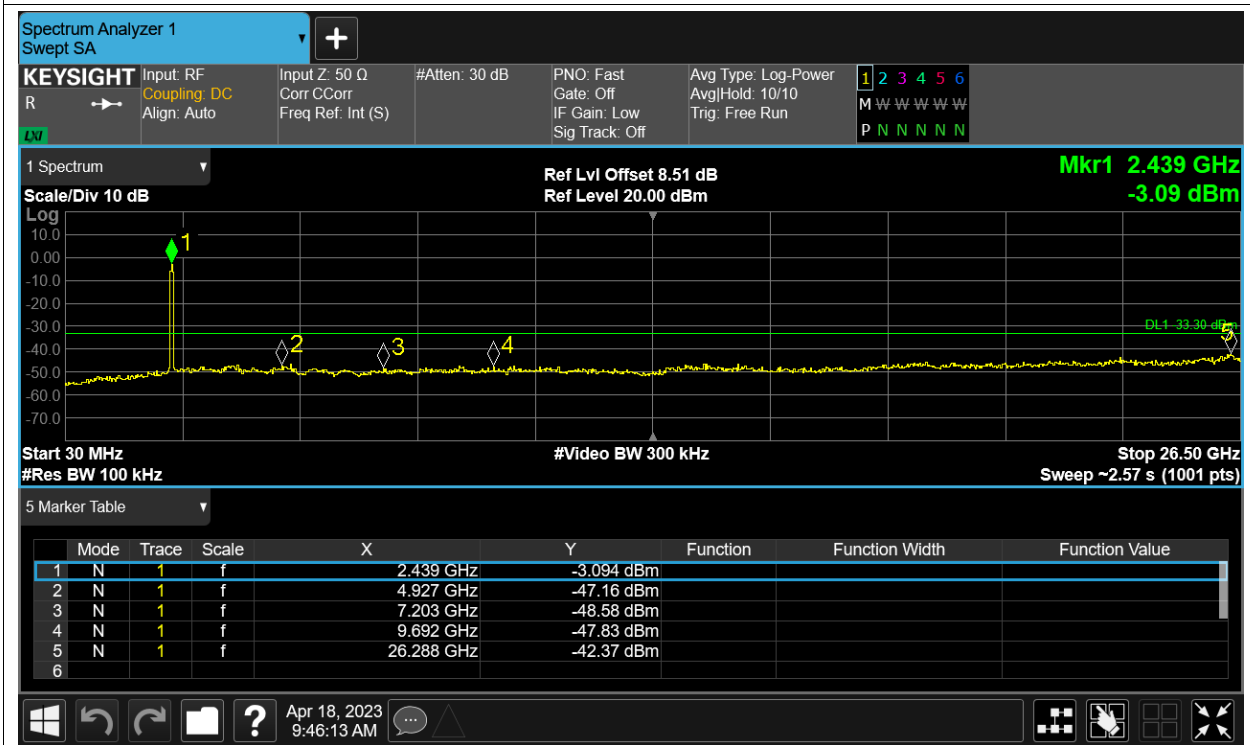 Spectrum Analyzer 1
Swept SA
KEYSIGHT
R
LXI
Input: RF
Coupling: DC
Align: Auto
Input Z: 50 Ω
Corr CCorr
Freq Ref: Int (S)
#Atten: 30 dB
PNO: Fast
Gate: Off
IF Gain: Low
Sig Track: Off
Avg Type: Log-Power
Avg|Hold: 10/10
Trig: Free Run
1 2 3 4 5 6
M W W W W W
P N N N N N
1 Spectrum
Scale/Div 10 dB
Ref Lvl Offset 8.51 dB
Ref Level 20.00 dBm
Mkr1 2.439 GHz
-3.09 dBm
Log
10.0
0.00
-10.0
-20.0
-30.0
-40.0
-50.0
-60.0
-70.0
1
2
3
4
5
DL1 -33.30 dBm
Start 30 MHz
#Res BW 100 kHz
#Video BW 300 kHz
Stop 26.50 GHz
Sweep ~2.57 s (1001 pts)
5 Marker Table
Mode Trace Scale X Y Function Function Width Function Value
1 N 1 f 2.439 GHz -3.094 dBm
2 N 1 f 4.927 GHz -47.16 dBm
3 N 1 f 7.203 GHz -48.58 dBm
4 N 1 f 9.692 GHz -47.83 dBm
5 N 1 f 26.288 GHz -42.37 dBm
6
?
Apr 18, 2023
9:46:13 AM